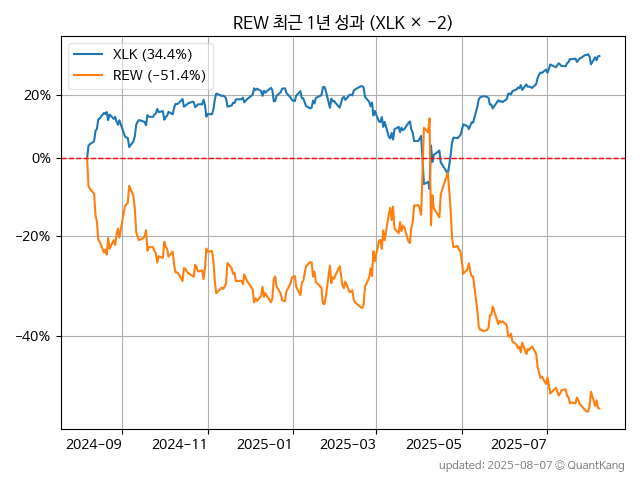 REW 최근 1년 성과 (XLK × −2)
XLK (34.4%)
REW (−51.4%)
20%
0%
−20%
−40%
2024-09 2024-11 2025-01 2025-03 2025-05 2025-07
updated: 2025-08-07 © QuantKang